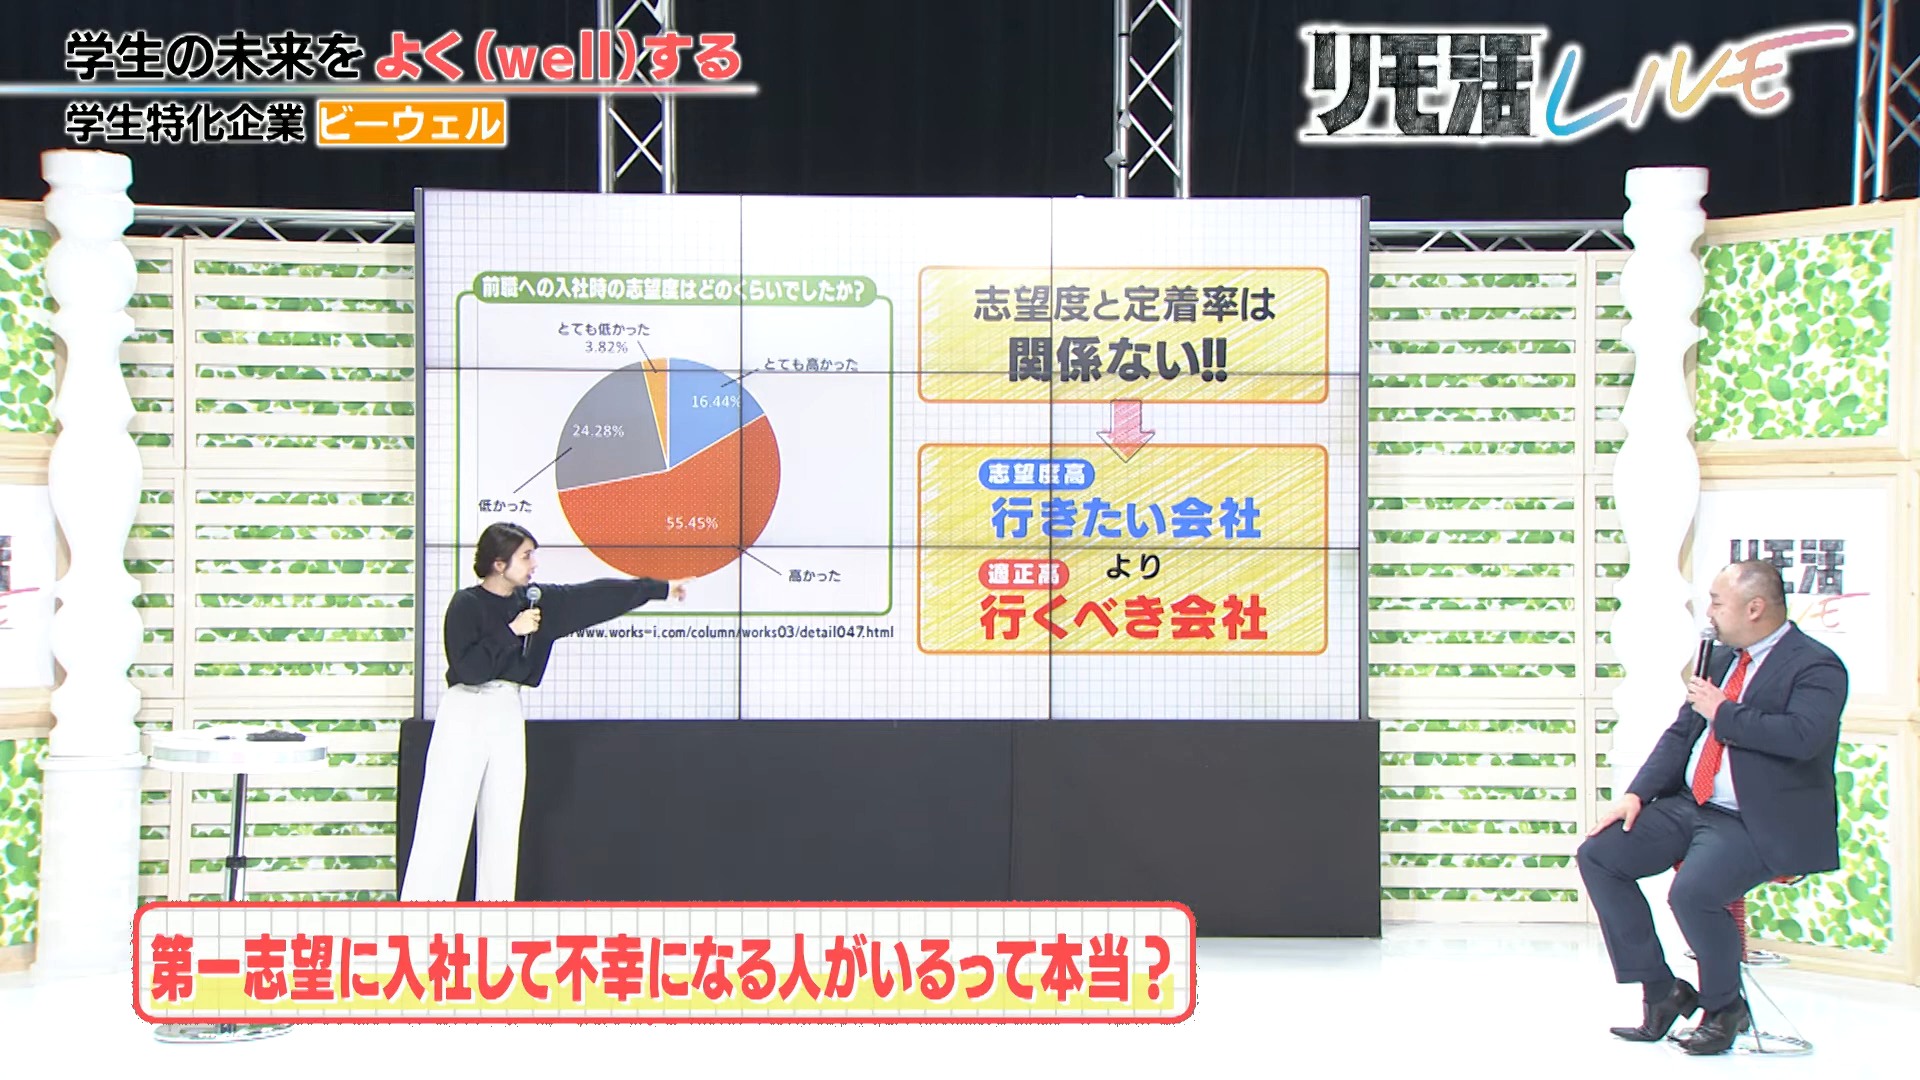 学生の未来を よく(well)する
学生特化企業 ビーウェル
リモ活LIVE
前職への入社時の志望度はどのくらいでしたか?
とても低かった
3.82%
とても高かった
16.44%
24.28%
低かった
55.45%
高かった
www.works-i.com/column/works03/detail047.html
志望度と定着率は
関係ない!!
志望度高
行きたい会社
より
適正高
行くべき会社
リモ活
第一志望に入社して不幸になる人がいるって本当?